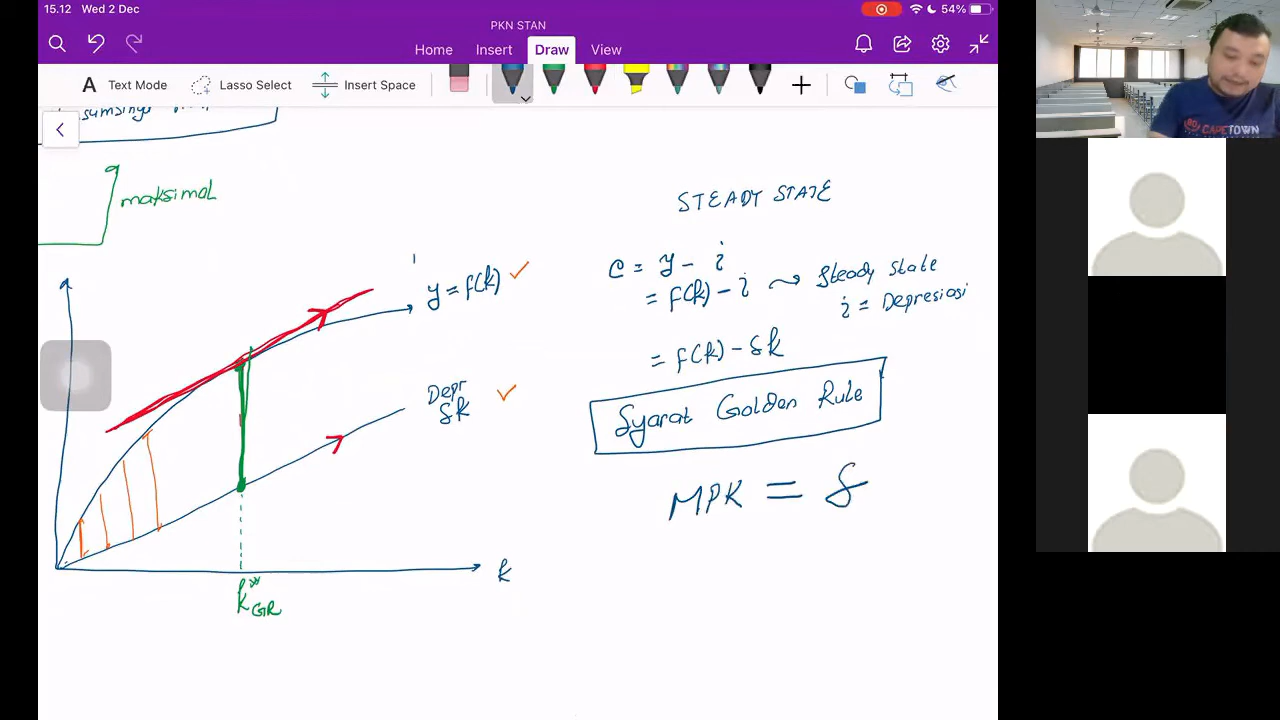 15.12 Wed 2 Dec
54%
PKN STAN
Home Insert Draw View
A Text Mode Lasso Select Insert Space
CAPETOWN
maksimal
STEADY STATE
y = f(k)
C = y - i
= f(k) - i → Steady State
i = Depresiasi
= f(k) - δk
Depr
δk
Syarat Golden Rule
MPK = δ
k
k*GR